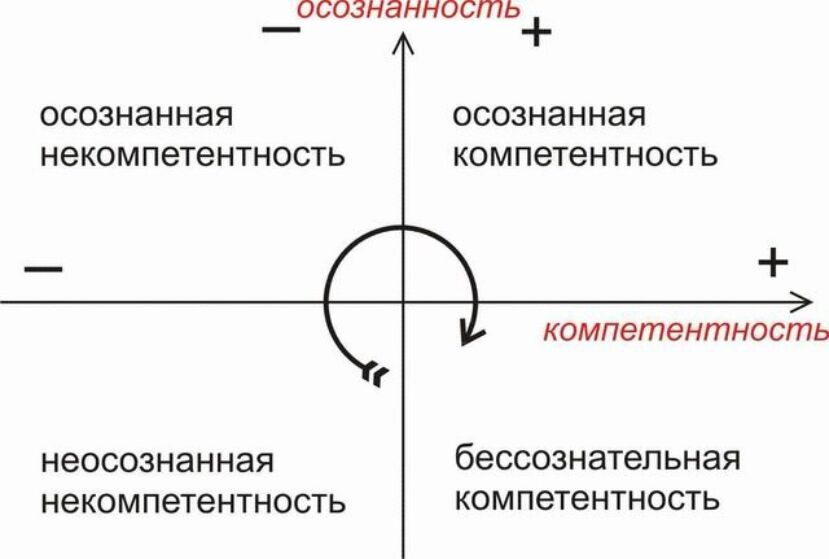 осознанность
— +
осознанная
некомпетентность
осознанная
компетентность
— +
компетентность
неосознанная
некомпетентность
бессознательная
компетентность